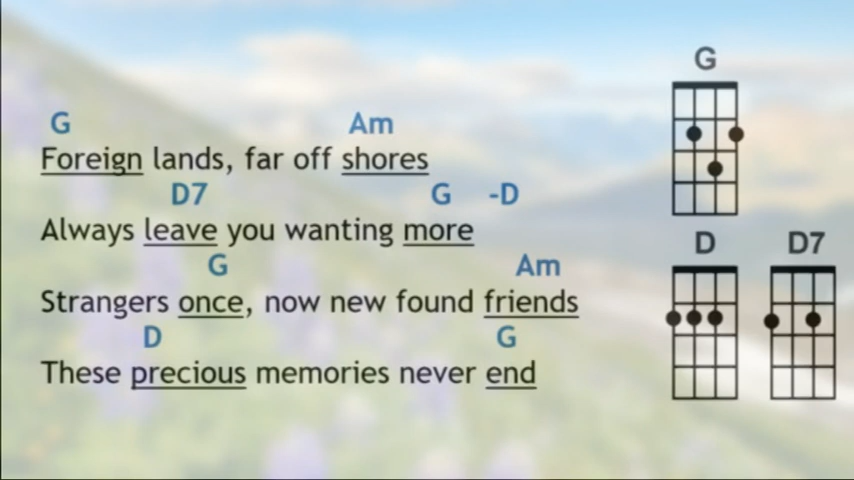 G Am
Foreign lands, far off shores
D7 G -D
Always leave you wanting more
G Am
Strangers once, now new found friends
D G
These precious memories never end
G
D D7